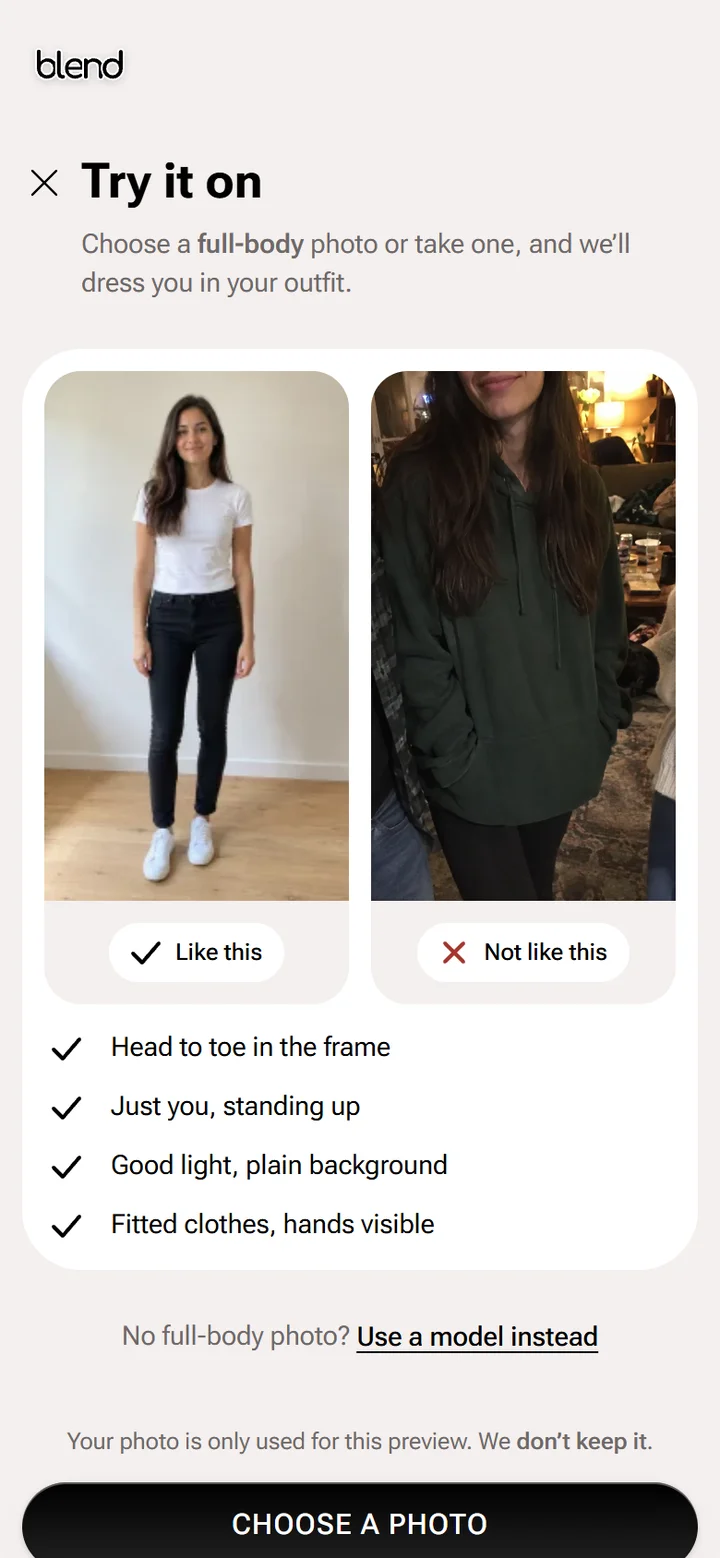 blend
Try it on
Choose a full-body photo or take one, and we’ll
dress you in your outfit.
Like this
Not like this
Head to toe in the frame
Just you, standing up
Good light, plain background
Fitted clothes, hands visible
No full-body photo? Use a model instead
Your photo is only used for this preview. We don’t keep it.
CHOOSE A PHOTO